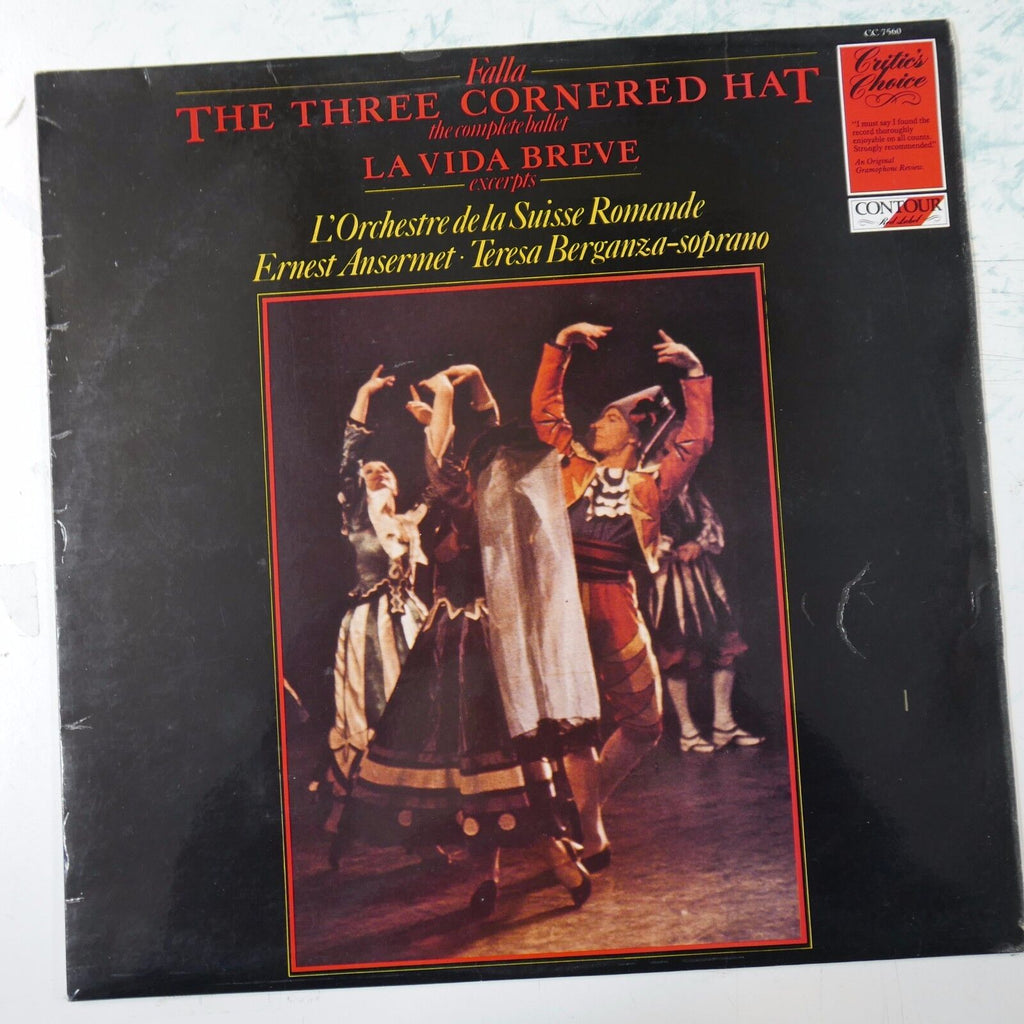 CC 7560
Falla
THE THREE CORNERED HAT
the complete ballet
LA VIDA BREVE
excerpts
L'Orchestre de la Suisse Romande
Ernest Ansermet · Teresa Berganza–soprano
Critic's
Choice
"I must say I found the
record thoroughly
enjoyable on all counts.
Strongly recommended."
An Original
Gramophone Review.
CONTOUR
Red Label